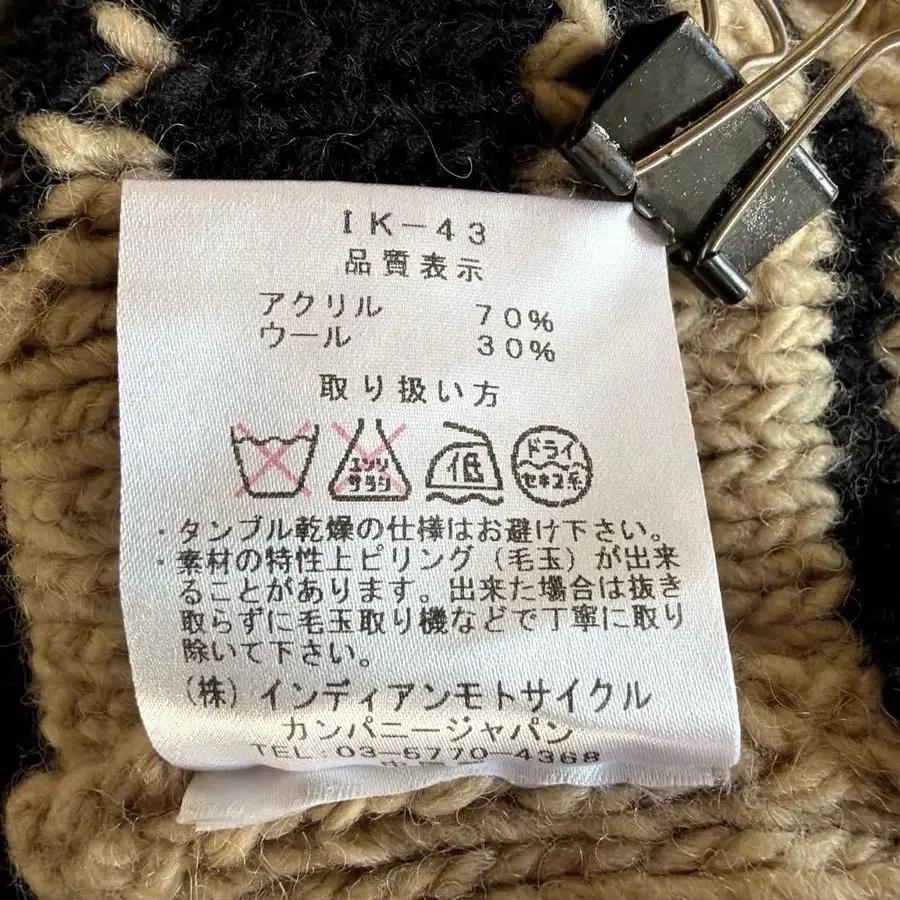 IK-43
品質表示
アクリル 70%
ウール 30%
取り扱い方
エンソ
サラシ
低
ドライ
セキユ系
・タンブル乾燥の仕様はお避け下さい。
・素材の特性上ピリング（毛玉）が出来
ることがあります。出来た場合は抜き
取らずに毛玉取り機などで丁寧に取り
除いて下さい。
（株）インディアンモトサイクル
カンパニージャパン
TEL:03-6770-4368